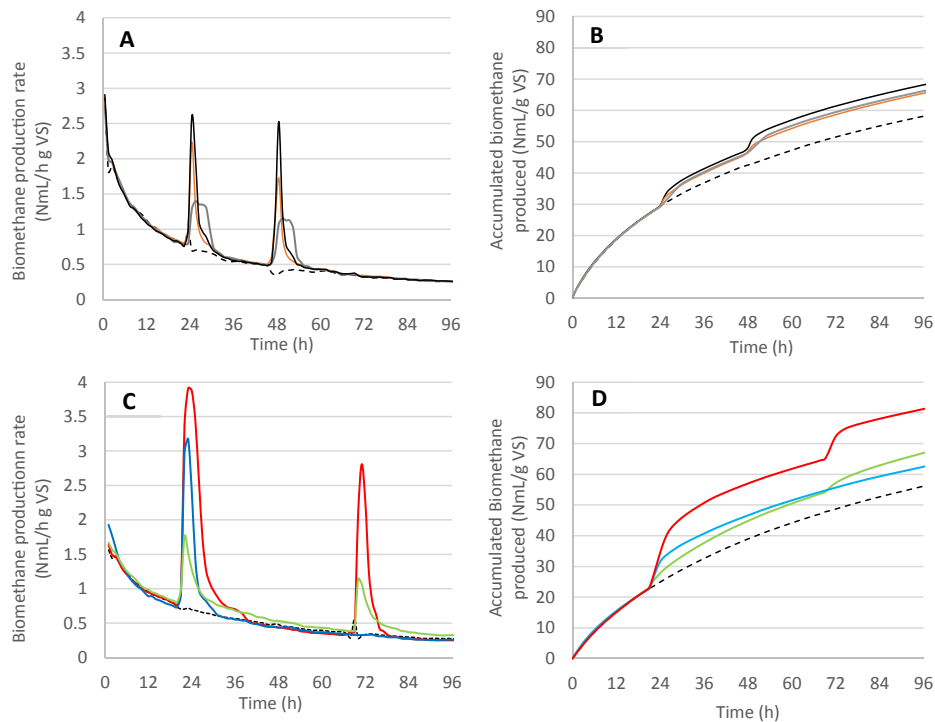 A
Biomethane production rate
(NmL/h g VS)
4
3.5
3
2.5
2
1.5
1
0.5
0
0 12 24 36 48 60 72 84 96
Time (h)
B
Accumulated biomethane
produced (NmL/g VS)
90
80
70
60
50
40
30
20
10
0
0 12 24 36 48 60 72 84 96
Time (h)
C
Biomethane productionn rate
(NmL/h g VS)
4
3.5
3
2.5
2
1.5
1
0.5
0
0 12 24 36 48 60 72 84 96
Time (h)
D
Accumulated Biomethane
produced (NmL/g VS)
90
80
70
60
50
40
30
20
10
0
0 12 24 36 48 60 72 84 96
Time (h)